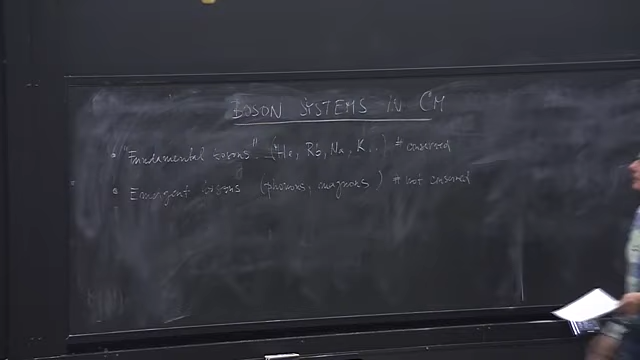 BOSON SYSTEMS IN CM
• "Fundamental bosons" (⁴He, Rb, Na, K..) # conserved
• Emergent bosons (phonons, magnons) # not conserved